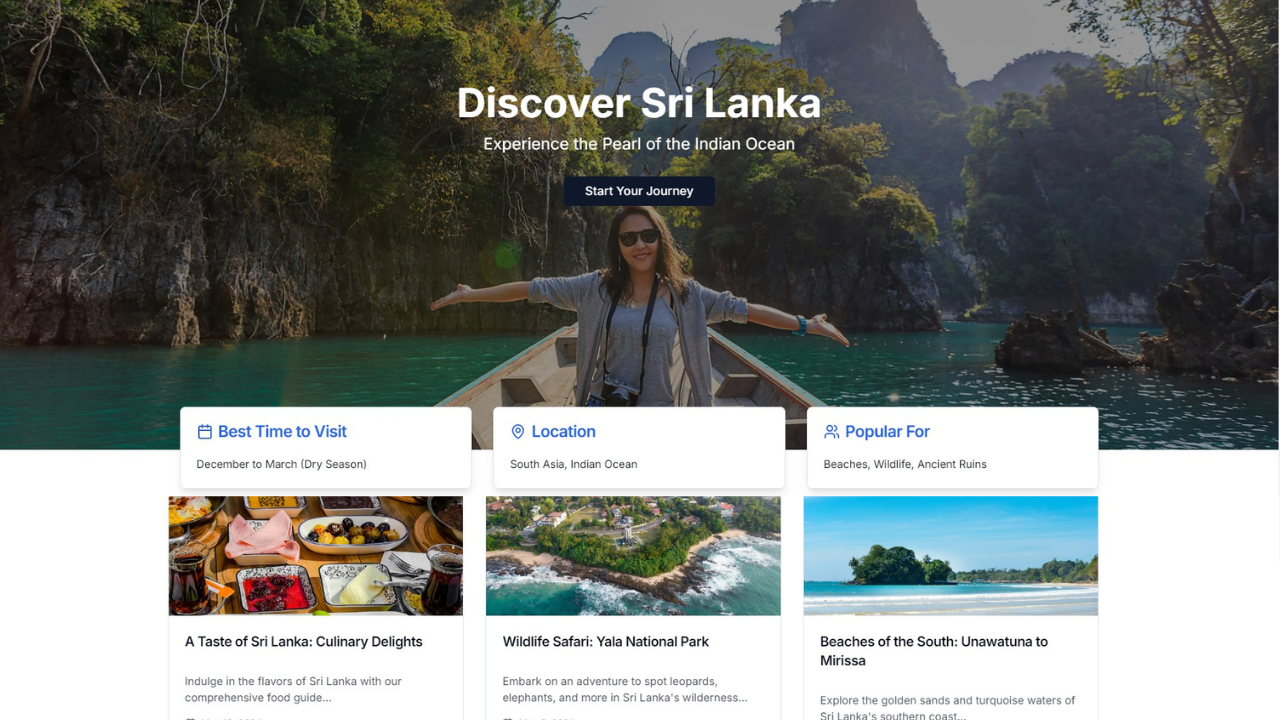 Discover Sri Lanka
Experience the Pearl of the Indian Ocean
Start Your Journey
Best Time to Visit
December to March (Dry Season)
Location
South Asia, Indian Ocean
Popular For
Beaches, Wildlife, Ancient Ruins
A Taste of Sri Lanka: Culinary Delights
Indulge in the flavors of Sri Lanka with our
comprehensive food guide...
Wildlife Safari: Yala National Park
Embark on an adventure to spot leopards,
elephants, and more in Sri Lanka's wilderness...
Beaches of the South: Unawatuna to
Mirissa
Explore the golden sands and turquoise waters of
Sri Lanka's southern coast...